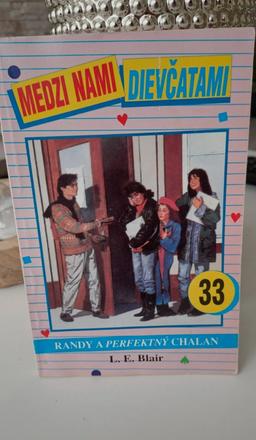 MEDZI NAMI
DIEVČATAMI
33
RANDY A PERFEKTNÝ CHALAN
L. E. Blair